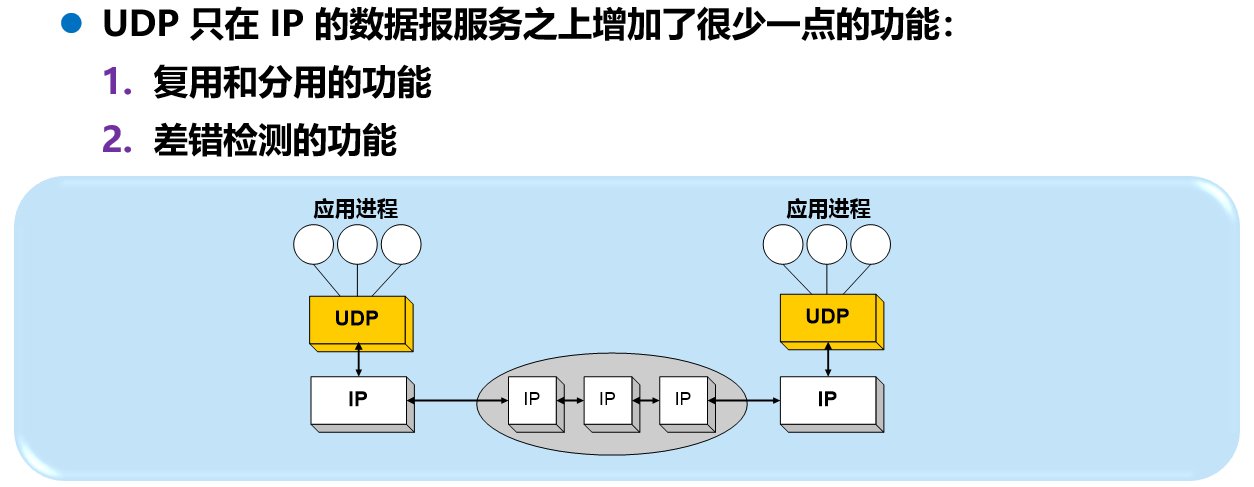 UDP 只在 IP 的数据报服务之上增加了很少一点的功能：
1. 复用和分用的功能
2. 差错检测的功能
应用进程 应用进程
UDP UDP
IP IP IP IP IP